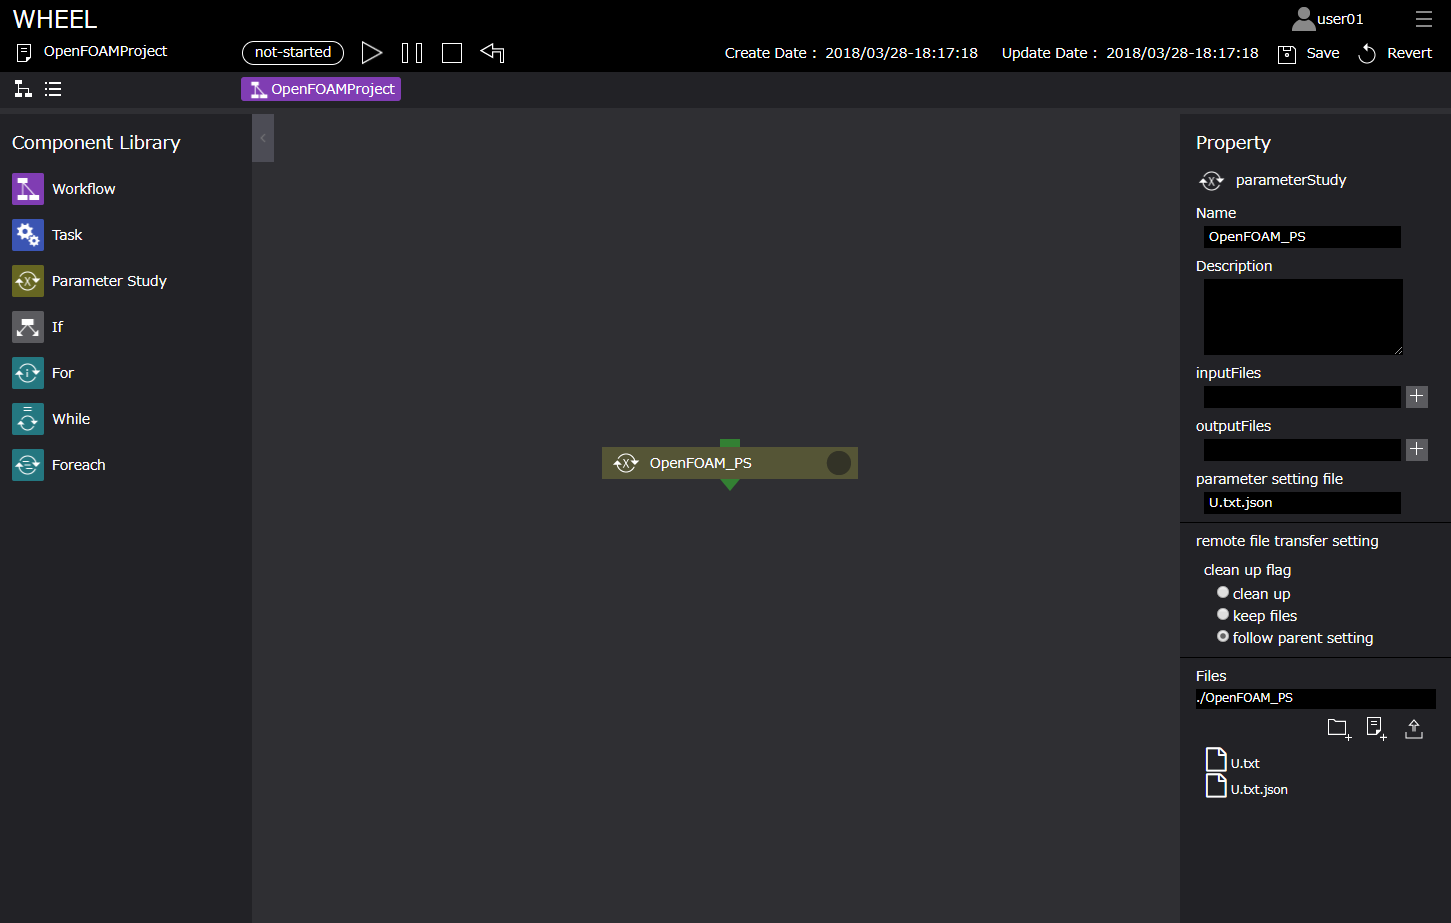 WHEEL
user01
OpenFOAMProject
not-started
Create Date : 2018/03/28-18:17:18
Update Date : 2018/03/28-18:17:18
Save
Revert
OpenFOAMProject
Component Library
Workflow
Task
Parameter Study
If
For
While
Foreach
OpenFOAM_PS
Property
parameterStudy
Name
OpenFOAM_PS
Description
inputFiles
outputFiles
parameter setting file
U.txt.json
remote file transfer setting
clean up flag
clean up
keep files
follow parent setting
Files
./OpenFOAM_PS
U.txt
U.txt.json